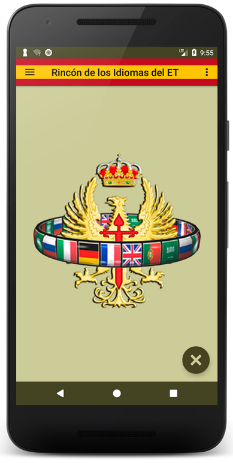 9:55
Rincón de los Idiomas del ET